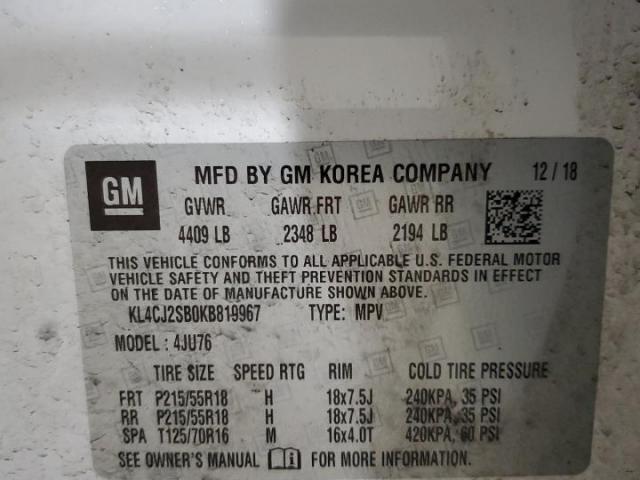 GM
MFD BY GM KOREA COMPANY 12/18
GVWR GAWR FRT GAWR RR
4409 LB 2348 LB 2194 LB
THIS VEHICLE CONFORMS TO ALL APPLICABLE U.S. FEDERAL MOTOR
VEHICLE SAFETY AND THEFT PREVENTION STANDARDS IN EFFECT
ON THE DATE OF MANUFACTURE SHOWN ABOVE.
KL4CJ2SB0KB819967 TYPE: MPV
MODEL: 4JU76
TIRE SIZE SPEED RTG RIM COLD TIRE PRESSURE
FRT P215/55R18 H 18x7.5J 240KPA, 35 PSI
RR P215/55R18 H 18x7.5J 240KPA, 35 PSI
SPA T125/70R16 M 16x4.0T 420KPA, 60 PSI
SEE OWNER'S MANUAL FOR MORE INFORMATION.